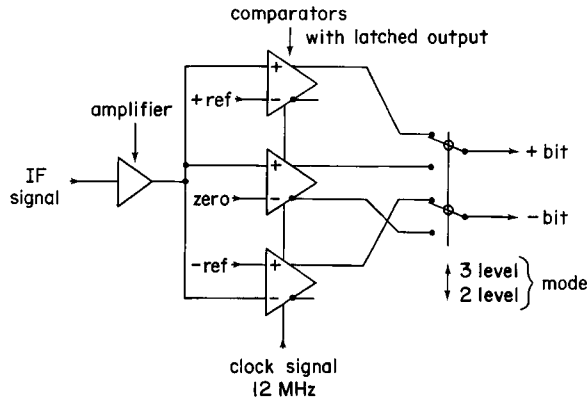 comparators
with latched output
amplifier
+
+ref
-
IF
signal
+
zero
-
-ref
+
-
+ bit
- bit
3 level
2 level
mode
clock signal
12 MHz